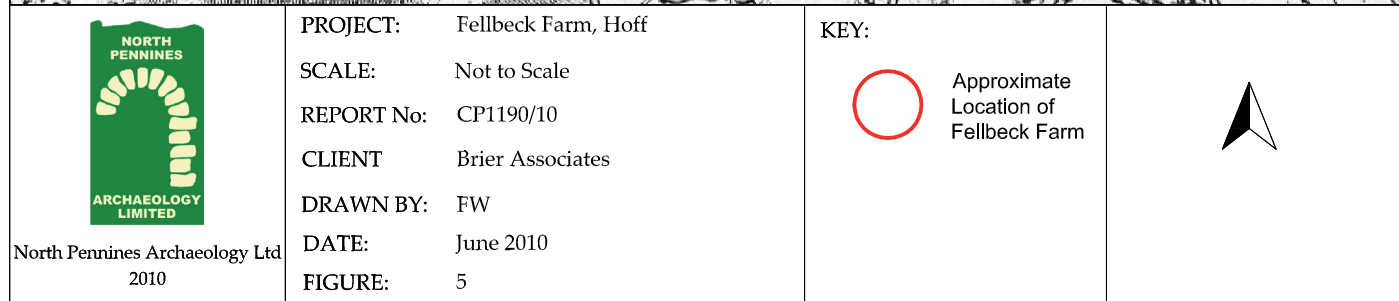 NORTH
PENNINES
ARCHAEOLOGY
LIMITED
North Pennines Archaeology Ltd
2010
PROJECT: Fellbeck Farm, Hoff
SCALE: Not to Scale
REPORT No: CP1190/10
CLIENT Brier Associates
DRAWN BY: FW
DATE: June 2010
FIGURE: 5
KEY:
Approximate
Location of
Fellbeck Farm